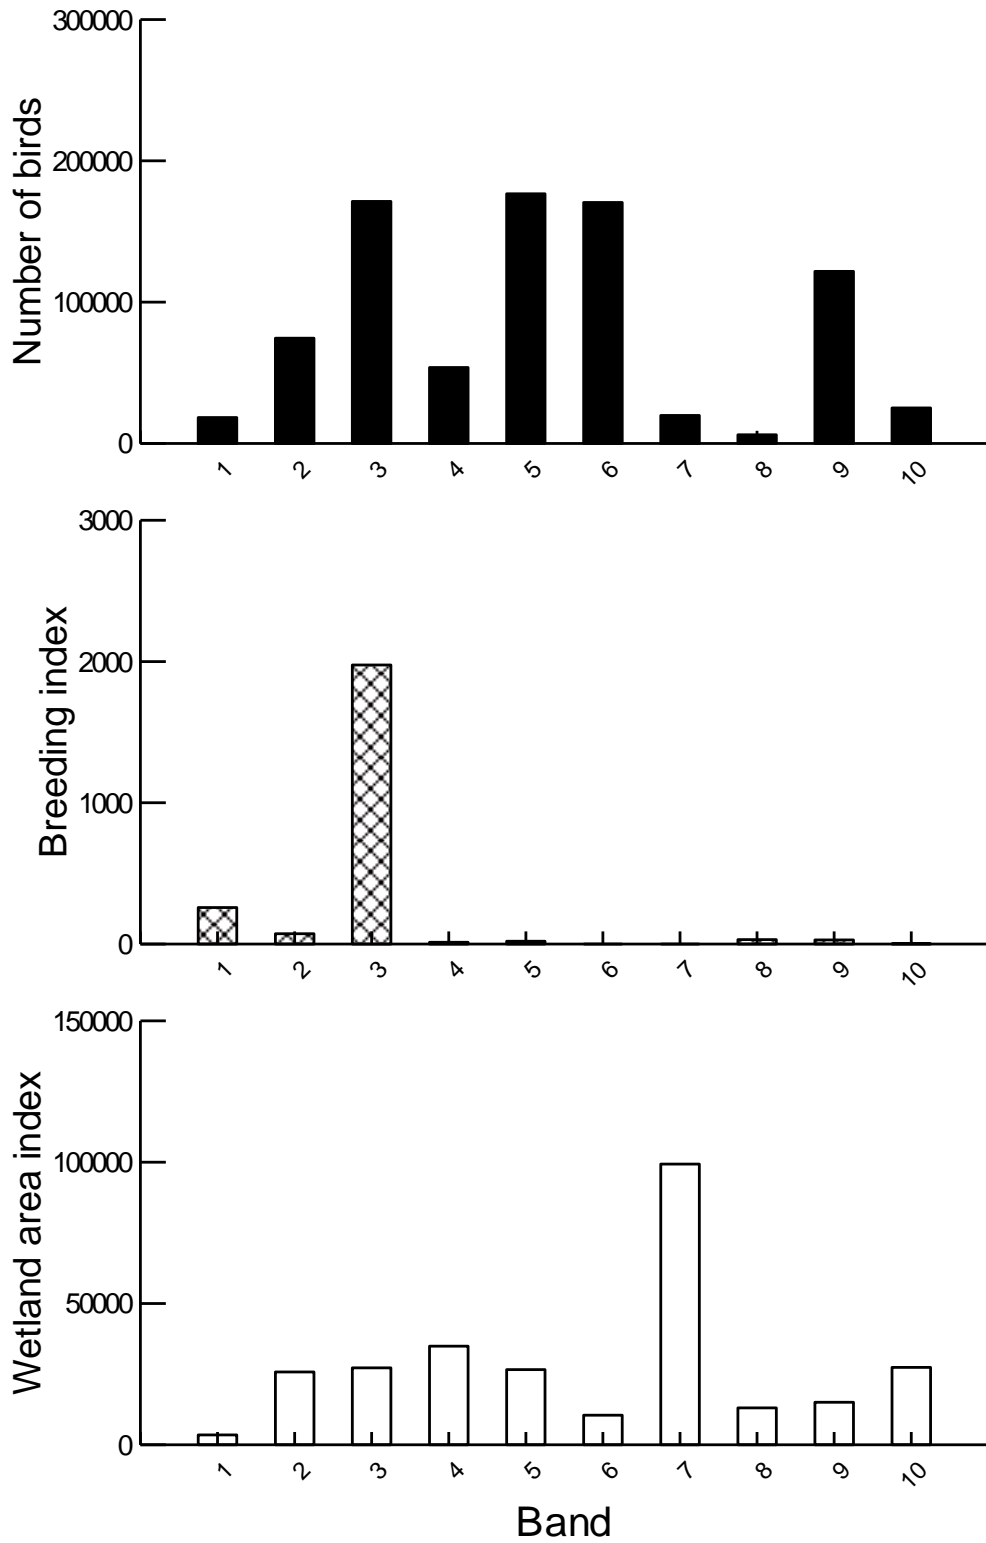 Number of birds
300000
200000
100000
0
1 2 3 4 5 6 7 8 9 10
Breeding index
3000
2000
1000
0
1 2 3 4 5 6 7 8 9 10
Wetland area index
150000
100000
50000
0
1 2 3 4 5 6 7 8 9 10
Band